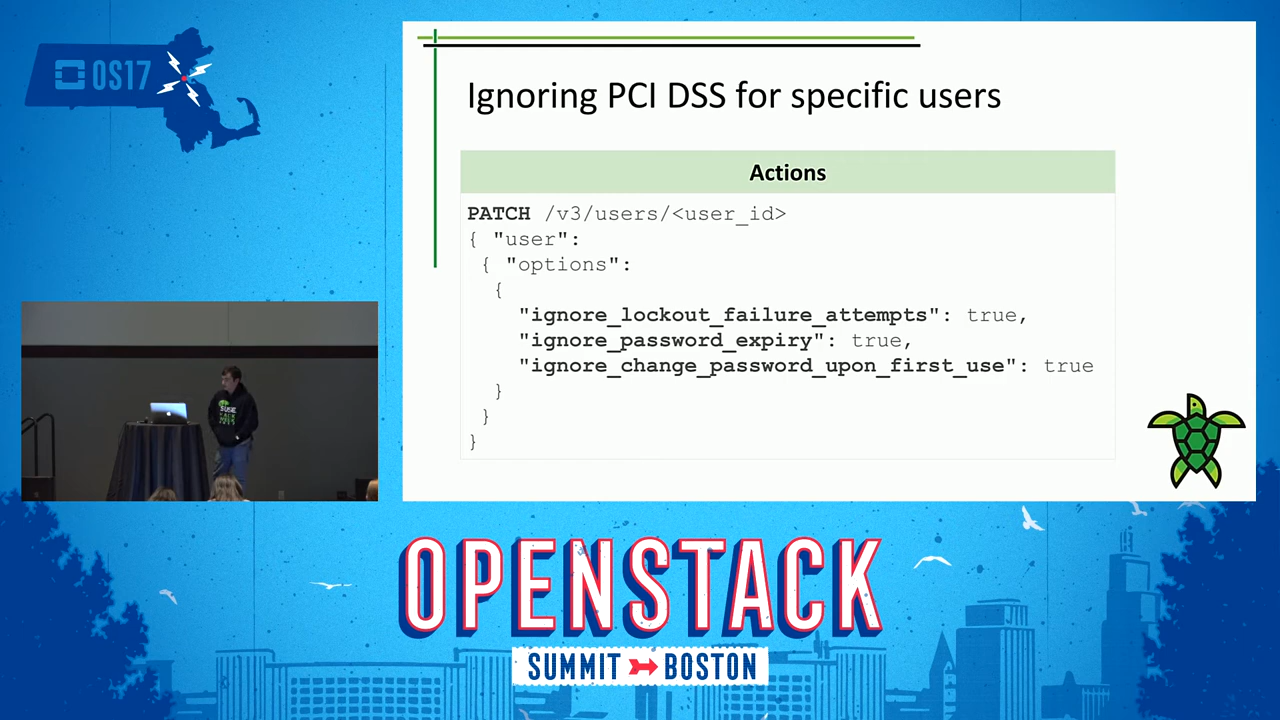 OS17
Ignoring PCI DSS for specific users
Actions
PATCH /v3/users/<user_id>
{ "user":
{ "options":
{
"ignore_lockout_failure_attempts": true,
"ignore_password_expiry": true,
"ignore_change_password_upon_first_use": true
}
}
}
SUSE
OPENSTACK
SUMMIT BOSTON